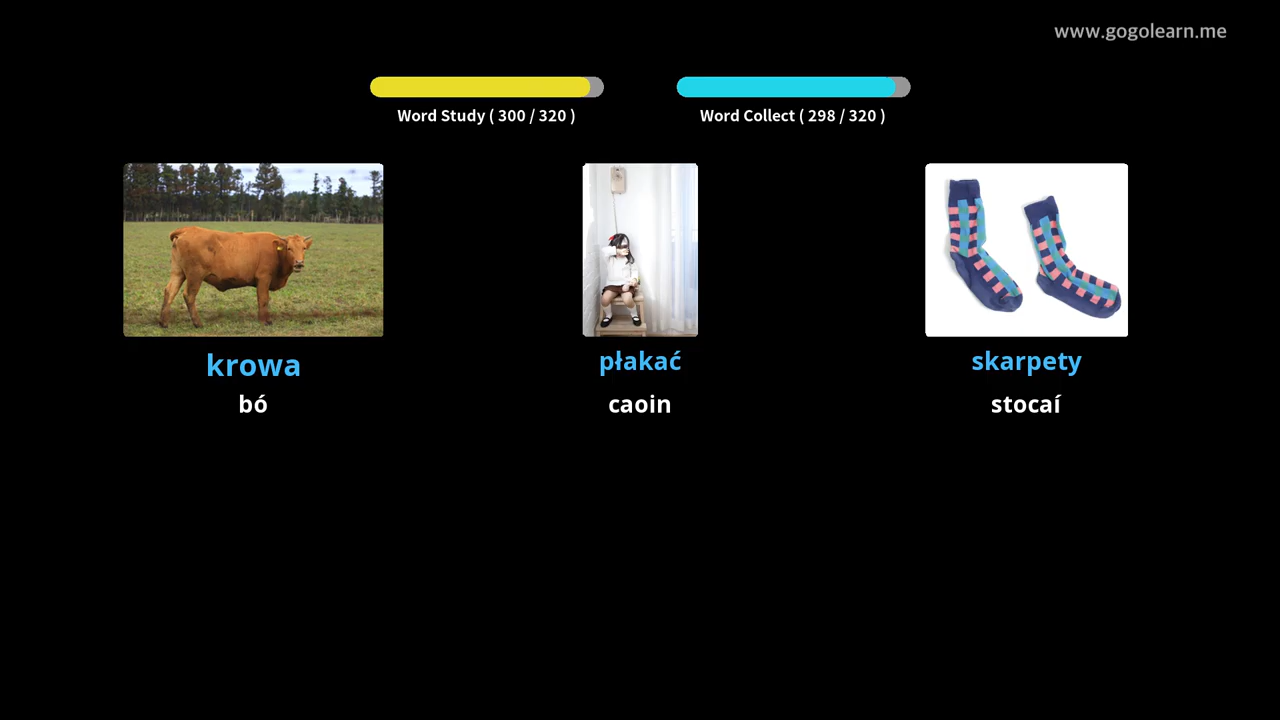 www.gogolearn.me
Word Study ( 300 / 320 )
Word Collect ( 298 / 320 )
krowa
płakać
skarpety
bó
caoin
stocaí